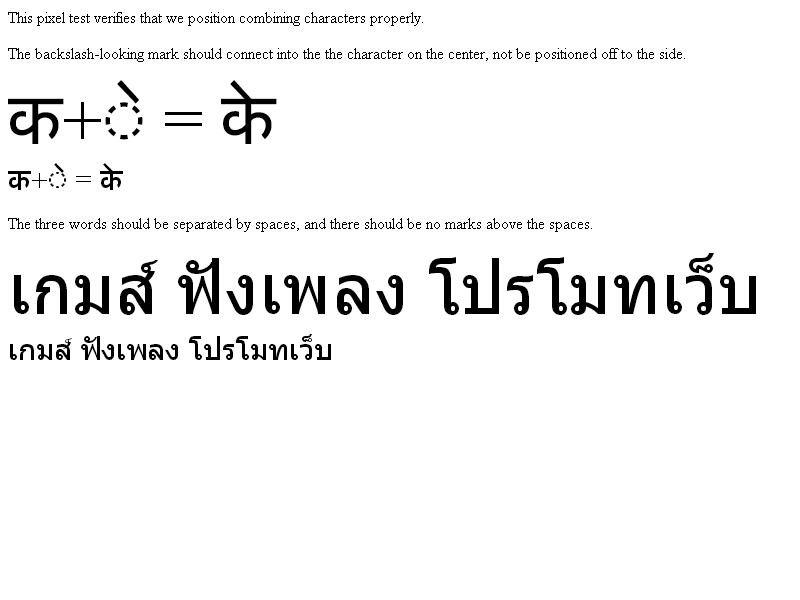 This pixel test verifies that we position combining characters properly.
The backslash-looking mark should connect into the the character on the center, not be positioned off to the side.
क+◌े = के
क+◌े = के
The three words should be separated by spaces, and there should be no marks above the spaces.
เกมส์ ฟังเพลง โปรโมทเว็บ
เกมส์ ฟังเพลง โปรโมทเว็บ